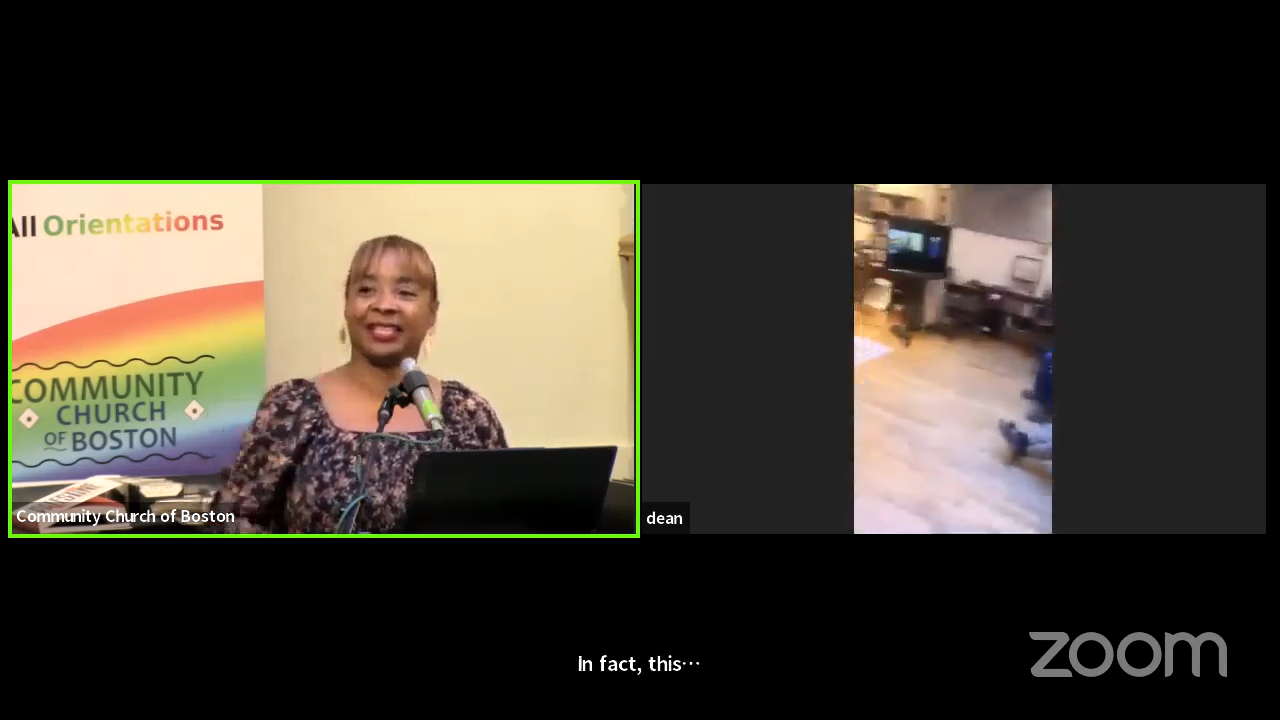 All Orientations
COMMUNITY
CHURCH
OF BOSTON
Community Church of Boston
dean
In fact, this…
zoom